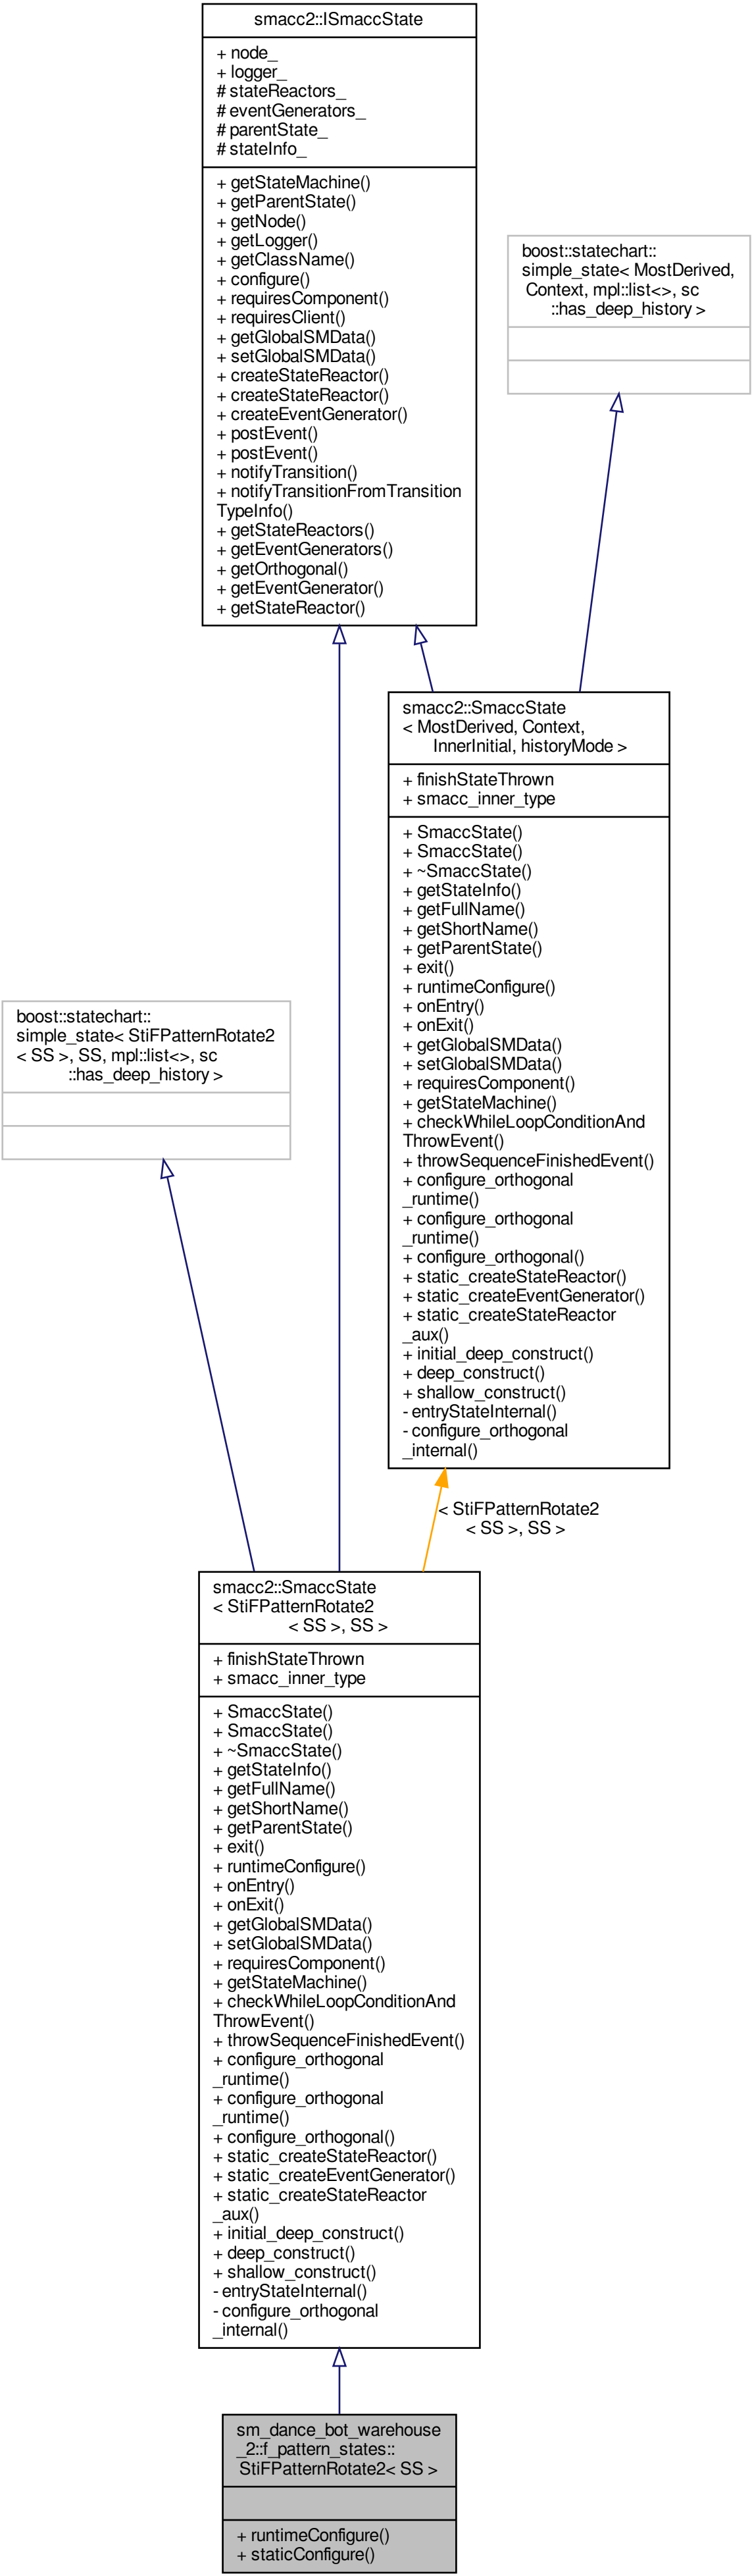 smacc2::ISmaccState
+ node_
+ logger_
# stateReactors_
# eventGenerators_
# parentState_
# stateInfo_
+ getStateMachine()
+ getParentState()
+ getNode()
+ getLogger()
+ getClassName()
+ configure()
+ requiresComponent()
+ requiresClient()
+ getGlobalSMData()
+ setGlobalSMData()
+ createStateReactor()
+ createStateReactor()
+ createEventGenerator()
+ postEvent()
+ postEvent()
+ notifyTransition()
+ notifyTransitionFromTransition
TypeInfo()
+ getStateReactors()
+ getEventGenerators()
+ getOrthogonal()
+ getEventGenerator()
+ getStateReactor()
boost::statechart::
simple_state< MostDerived,
Context, mpl::list<>, sc
::has_deep_history >
smacc2::SmaccState
< MostDerived, Context,
InnerInitial, historyMode >
+ finishStateThrown
+ smacc_inner_type
+ SmaccState()
+ SmaccState()
+ ~SmaccState()
+ getStateInfo()
+ getFullName()
+ getShortName()
+ getParentState()
+ exit()
+ runtimeConfigure()
+ onEntry()
+ onExit()
+ getGlobalSMData()
+ setGlobalSMData()
+ requiresComponent()
+ getStateMachine()
+ checkWhileLoopConditionAnd
ThrowEvent()
+ throwSequenceFinishedEvent()
+ configure_orthogonal
_runtime()
+ configure_orthogonal
_runtime()
+ configure_orthogonal()
+ static_createStateReactor()
+ static_createEventGenerator()
+ static_createStateReactor
_aux()
+ initial_deep_construct()
+ deep_construct()
+ shallow_construct()
- entryStateInternal()
- configure_orthogonal
_internal()
boost::statechart::
simple_state< StiFPatternRotate2
< SS >, SS, mpl::list<>, sc
::has_deep_history >
< StiFPatternRotate2
< SS >, SS >
smacc2::SmaccState
< StiFPatternRotate2
< SS >, SS >
+ finishStateThrown
+ smacc_inner_type
+ SmaccState()
+ SmaccState()
+ ~SmaccState()
+ getStateInfo()
+ getFullName()
+ getShortName()
+ getParentState()
+ exit()
+ runtimeConfigure()
+ onEntry()
+ onExit()
+ getGlobalSMData()
+ setGlobalSMData()
+ requiresComponent()
+ getStateMachine()
+ checkWhileLoopConditionAnd
ThrowEvent()
+ throwSequenceFinishedEvent()
+ configure_orthogonal
_runtime()
+ configure_orthogonal
_runtime()
+ configure_orthogonal()
+ static_createStateReactor()
+ static_createEventGenerator()
+ static_createStateReactor
_aux()
+ initial_deep_construct()
+ deep_construct()
+ shallow_construct()
- entryStateInternal()
- configure_orthogonal
_internal()
sm_dance_bot_warehouse
_2::f_pattern_states::
StiFPatternRotate2< SS >
+ runtimeConfigure()
+ staticConfigure()